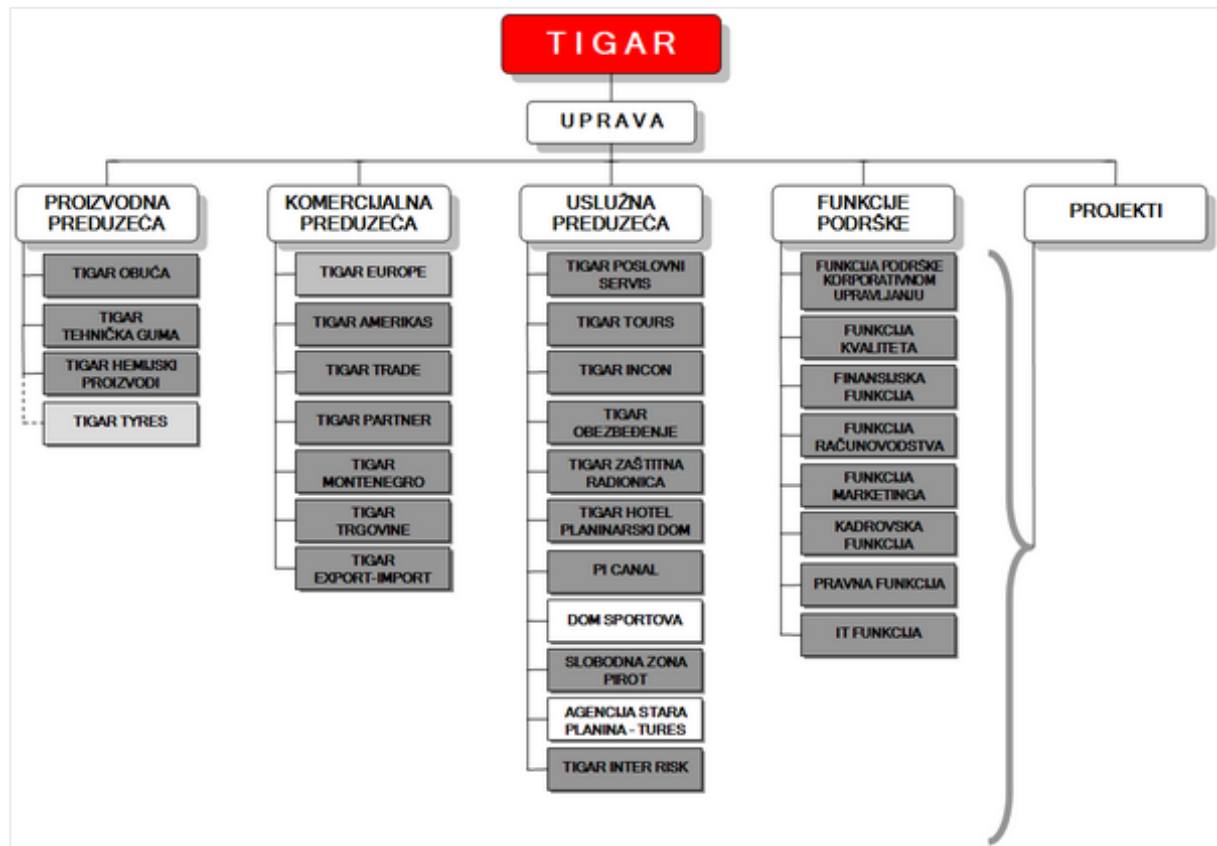 TIGAR
UPRAVA
PROIZVODNA
PREDUZEĆA
TIGAR OBUĆA
TIGAR
TEHNIČKA GUMA
TIGAR HEMIJSKI
PROIZVODI
TIGAR TYRES
KOMERCIJALNA
PREDUZEĆA
TIGAR EUROPE
TIGAR AMERIKAS
TIGAR TRADE
TIGAR PARTNER
TIGAR
MONTENEGRO
TIGAR
TRGOVINE
TIGAR
EXPORT-IMPORT
USLUŽNA
PREDUZEĆA
TIGAR POSLOVNI
SERVIS
TIGAR TOURS
TIGAR INCON
TIGAR
OBEZBEĐENJE
TIGAR ZAŠTITNA
RADIONICA
TIGAR HOTEL
PLANINARSKI DOM
PI CANAL
DOM SPORTOVA
SLOBODNA ZONA
PIROT
AGENCIJA STARA
PLANINA - TURES
TIGAR INTER RISK
FUNKCIJE
PODRŠKE
FUNKCIJA PODRŠKE
KORPORATIVNOM
UPRAVLJANJU
FUNKCIJA
KVALITETA
FINANSIJSKA
FUNKCIJA
FUNKCIJA
RAČUNOVODSTVA
FUNKCIJA
MARKETINGA
KADROVSKA
FUNKCIJA
PRAVNA FUNKCIJA
IT FUNKCIJA
PROJEKTI